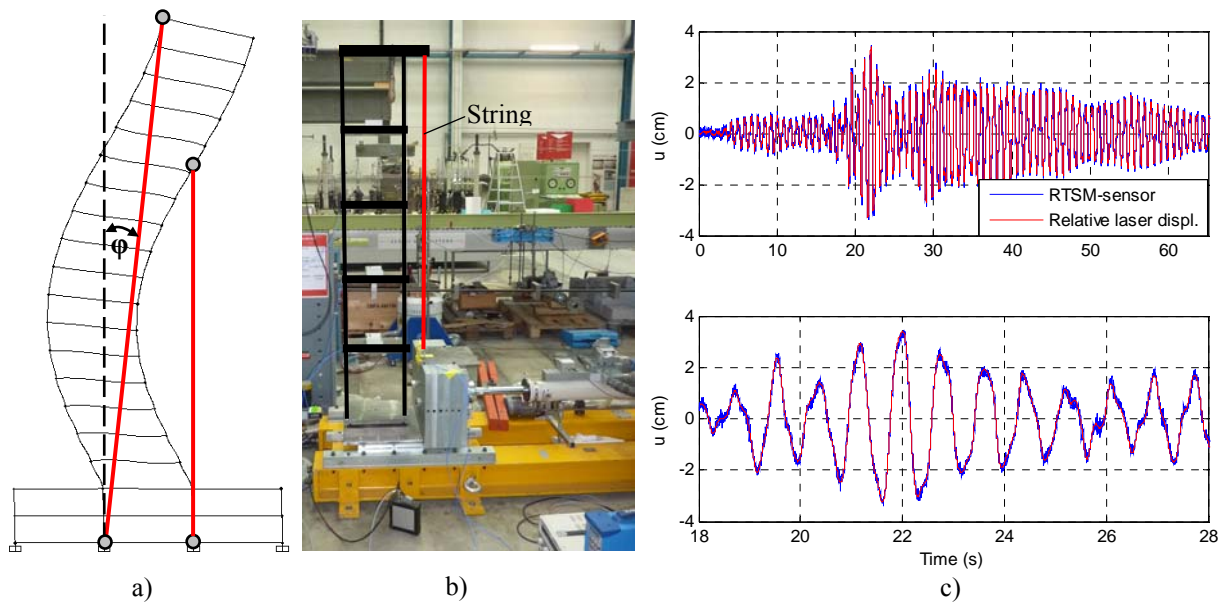 φ
a)
String
b)
4
2
0
-2
-4
u (cm)
0
10
20
30
40
50
60
RTSM-sensor
Relative laser displ.
4
2
0
-2
-4
u (cm)
18
20
22
24
26
28
Time (s)
c)